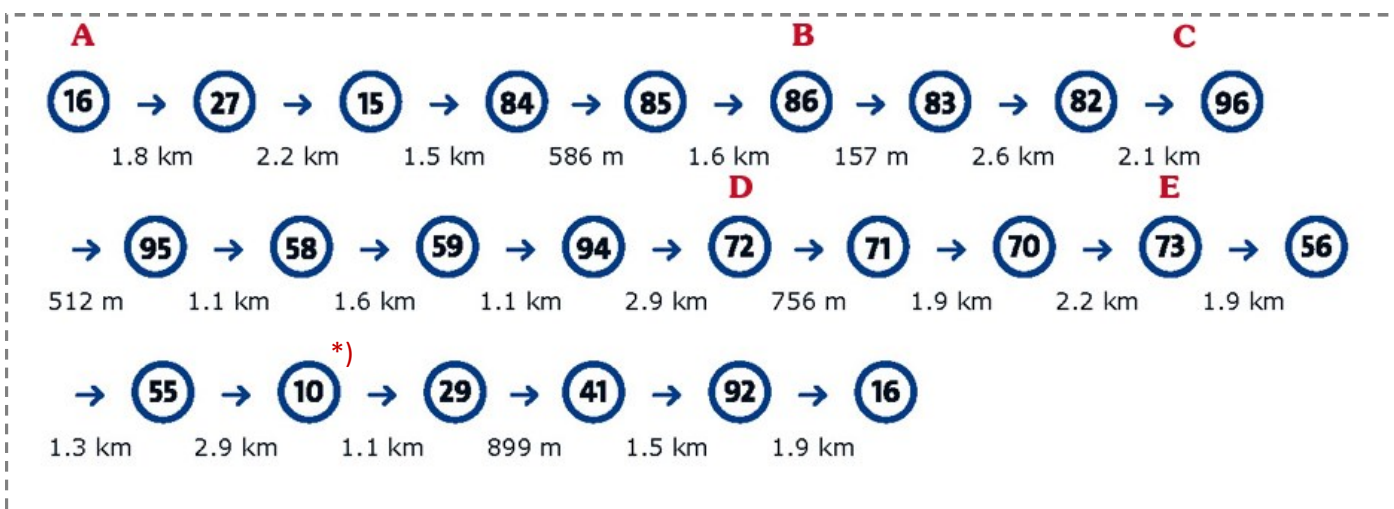 A B C
16 → 27 → 15 → 84 → 85 → 86 → 83 → 82 → 96
1.8 km 2.2 km 1.5 km 586 m 1.6 km 157 m 2.6 km 2.1 km
D E
→ 95 → 58 → 59 → 94 → 72 → 71 → 70 → 73 → 56
512 m 1.1 km 1.6 km 1.1 km 2.9 km 756 m 1.9 km 2.2 km 1.9 km
*)
→ 55 → 10 → 29 → 41 → 92 → 16
1.3 km 2.9 km 1.1 km 899 m 1.5 km 1.9 km